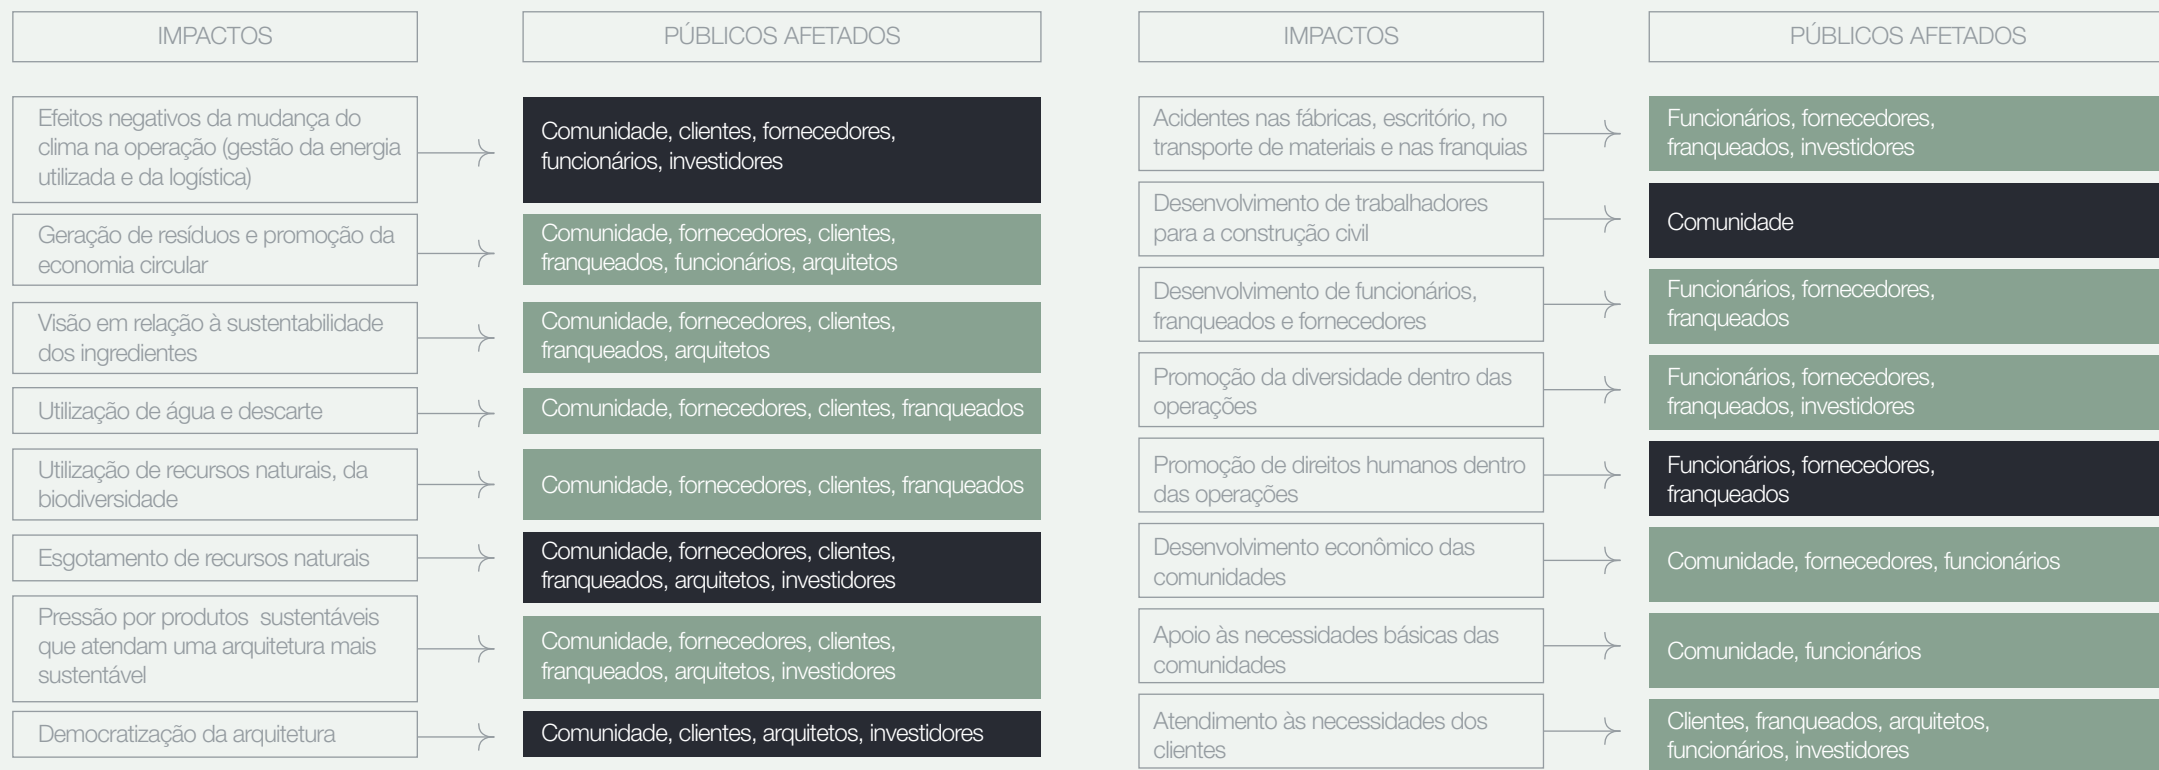 IMPACTOS
PÚBLICOS AFETADOS
Efeitos negativos da mudança do
clima na operação (gestão da energia
utilizada e da logística)
Comunidade, clientes, fornecedores,
funcionários, investidores
Geração de resíduos e promoção da
economia circular
Comunidade, fornecedores, clientes,
franqueados, funcionários, arquitetos
Visão em relação à sustentabilidade
dos ingredientes
Comunidade, fornecedores, clientes,
franqueados, arquitetos
Utilização de água e descarte
Comunidade, fornecedores, clientes, franqueados
Utilização de recursos naturais, da
biodiversidade
Comunidade, fornecedores, clientes, franqueados
Esgotamento de recursos naturais
Comunidade, fornecedores, clientes,
franqueados, arquitetos, investidores
Pressão por produtos  sustentáveis
que atendam uma arquitetura mais
sustentável
Comunidade, fornecedores, clientes,
franqueados, arquitetos, investidores
Democratização da arquitetura
Comunidade, clientes, arquitetos, investidores
IMPACTOS
PÚBLICOS AFETADOS
Acidentes nas fábricas, escritório, no
transporte de materiais e nas franquias
Funcionários, fornecedores,
franqueados, investidores
Desenvolvimento de trabalhadores
para a construção civil
Comunidade
Desenvolvimento de funcionários,
franqueados e fornecedores
Funcionários, fornecedores,
franqueados
Promoção da diversidade dentro das
operações
Funcionários, fornecedores,
franqueados, investidores
Promoção de direitos humanos dentro
das operações
Funcionários, fornecedores,
franqueados
Desenvolvimento econômico das
comunidades
Comunidade, fornecedores, funcionários
Apoio às necessidades básicas das
comunidades
Comunidade, funcionários
Atendimento às necessidades dos
clientes
Clientes, franqueados, arquitetos,
funcionários, investidores